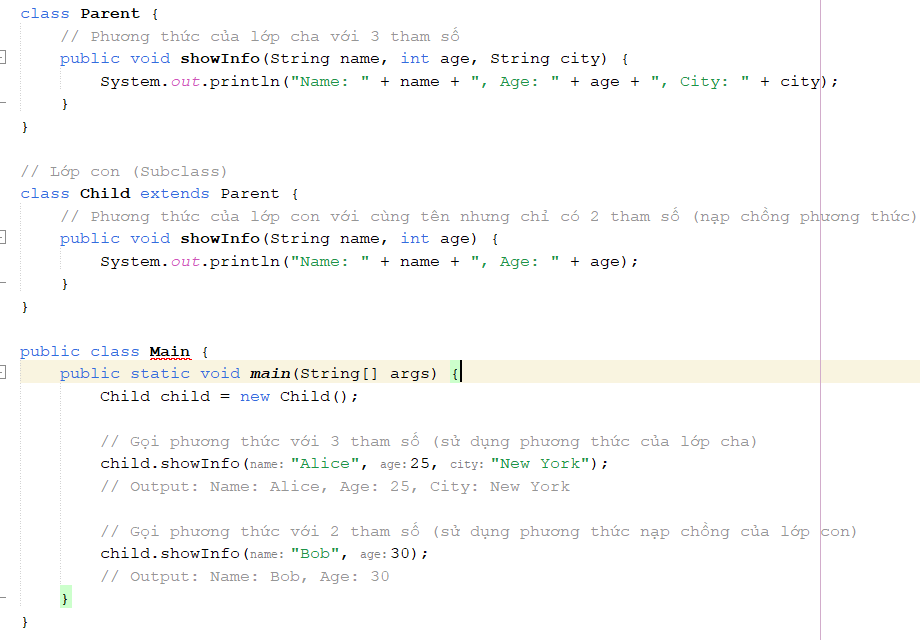 class Parent {
    // Phương thức của lớp cha với 3 tham số
    public void showInfo(String name, int age, String city) {
        System.out.println("Name: " + name + ", Age: " + age + ", City: " + city);
    }
}

// Lớp con (Subclass)
class Child extends Parent {
    // Phương thức của lớp con với cùng tên nhưng chỉ có 2 tham số (nạp chồng phương thức)
    public void showInfo(String name, int age) {
        System.out.println("Name: " + name + ", Age: " + age);
    }
}

public class Main {
    public static void main(String[] args) {
        Child child = new Child();

        // Gọi phương thức với 3 tham số (sử dụng phương thức của lớp cha)
        child.showInfo(name: "Alice", age: 25, city: "New York");
        // Output: Name: Alice, Age: 25, City: New York

        // Gọi phương thức với 2 tham số (sử dụng phương thức nạp chồng của lớp con)
        child.showInfo(name: "Bob", age: 30);
        // Output: Name: Bob, Age: 30
    }
}